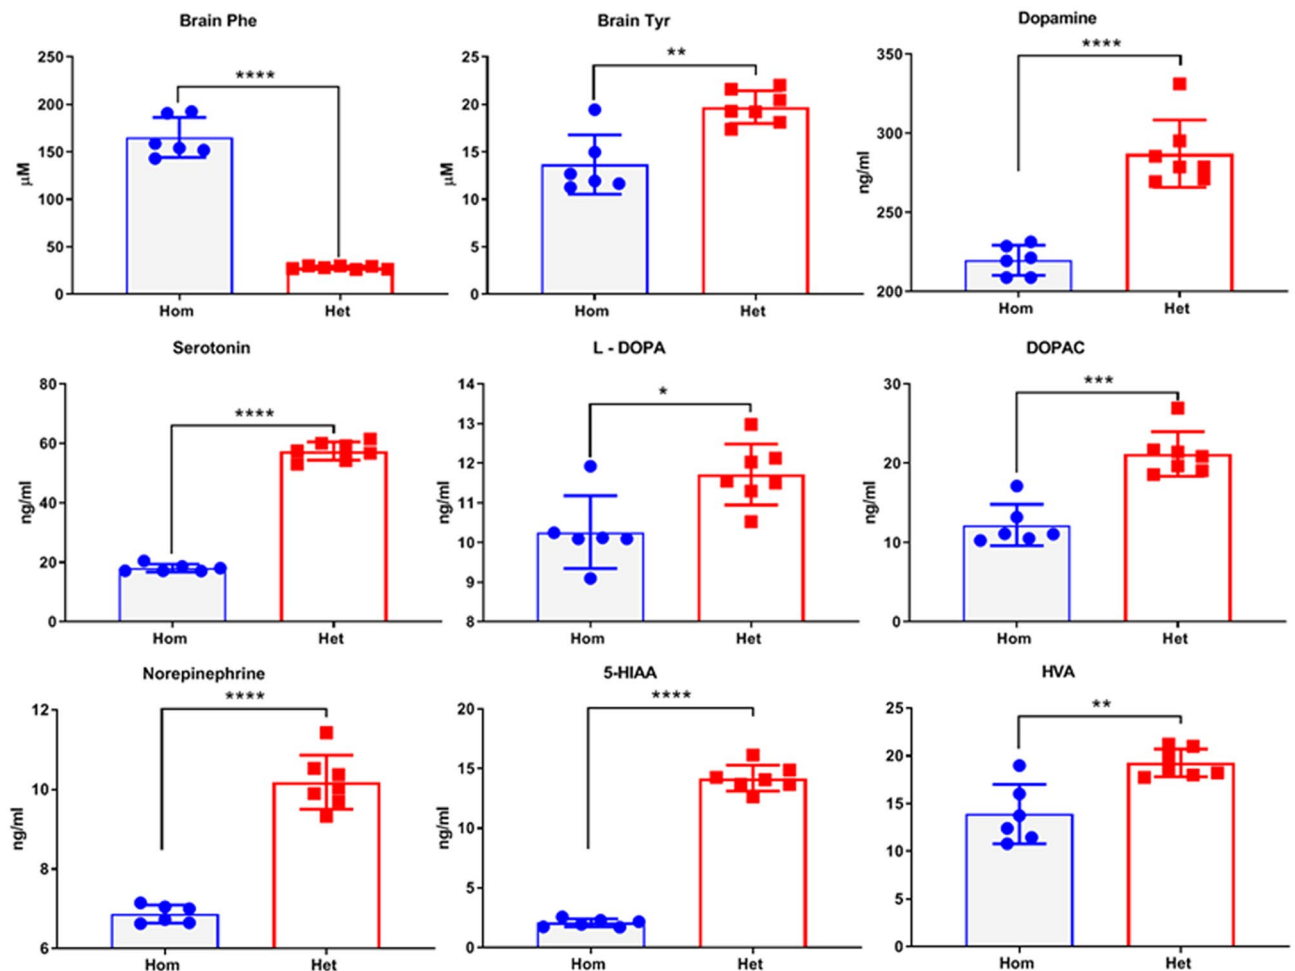 Brain Phe
****
250
200
150
100
50
0
μM
Hom Het
Brain Tyr
**
25
20
15
10
5
0
μM
Hom Het
Dopamine
****
350
300
250
200
ng/ml
Hom Het
Serotonin
****
80
60
40
20
0
ng/ml
Hom Het
L - DOPA
*
14
13
12
11
10
9
8
ng/ml
Hom Het
DOPAC
***
30
20
10
0
ng/ml
Hom Het
Norepinephrine
****
12
10
8
6
ng/ml
Hom Het
5-HIAA
****
20
15
10
5
0
ng/ml
Hom Het
HVA
**
25
20
15
10
5
0
ng/ml
Hom Het